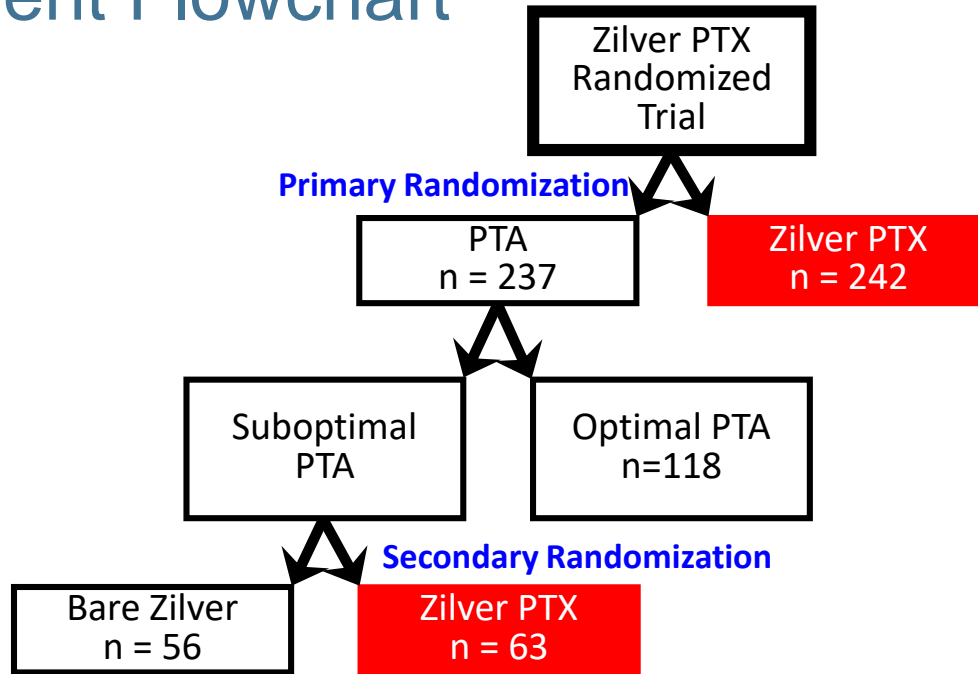 Flowchart
Zilver PTX
Randomized
Trial
Primary Randomization
PTA
n = 237
Zilver PTX
n = 242
Suboptimal
PTA
Optimal PTA
n=118
Secondary Randomization
Bare Zilver
n = 56
Zilver PTX
n = 63